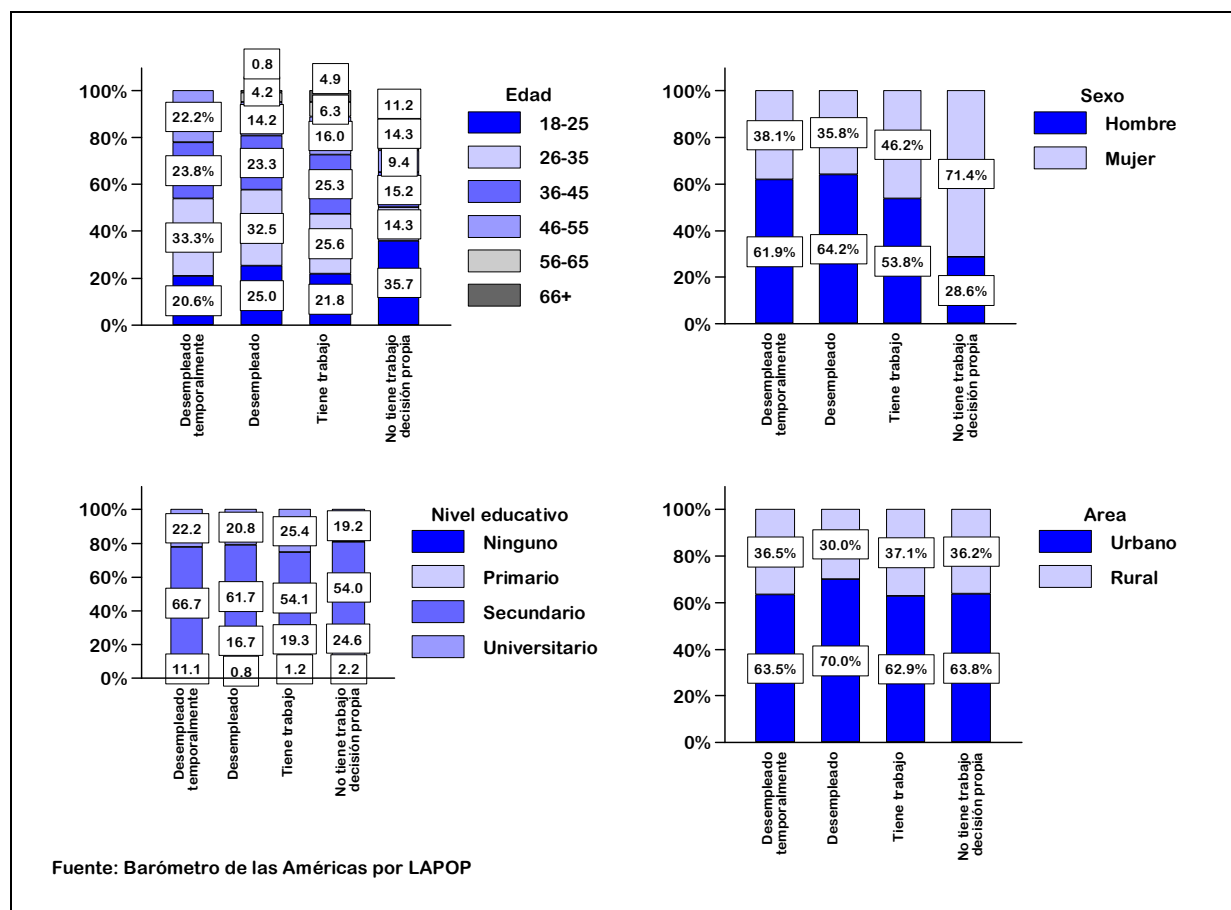 0.8
4.2
14.2
23.3
32.5
25.0
4.9
6.3
16.0
25.3
25.6
21.8
11.2
14.3
9.4
15.2
14.3
35.7
22.2%
23.8%
33.3%
20.6%
100%
80%
60%
40%
20%
0%
Desempleado
temporalmente
Desempleado
Tiene trabajo
No tiene trabajo
decisión propia
Edad
18-25
26-35
36-45
46-55
56-65
66+
100%
80%
60%
40%
20%
0%
38.1%
61.9%
35.8%
64.2%
46.2%
53.8%
71.4%
28.6%
Desempleado
temporalmente
Desempleado
Tiene trabajo
No tiene trabajo
decisión propia
Sexo
Hombre
Mujer
100%
80%
60%
40%
20%
0%
22.2
66.7
11.1
20.8
61.7
16.7
0.8
25.4
54.1
19.3
1.2
19.2
54.0
24.6
2.2
Desempleado
temporalmente
Desempleado
Tiene trabajo
No tiene trabajo
decisión propia
Nivel educativo
Ninguno
Primario
Secundario
Universitario
100%
80%
60%
40%
20%
0%
36.5%
63.5%
30.0%
70.0%
37.1%
62.9%
36.2%
63.8%
Desempleado
temporalmente
Desempleado
Tiene trabajo
No tiene trabajo
decisión propia
Area
Urbano
Rural
Fuente: Barómetro de las Américas por LAPOP